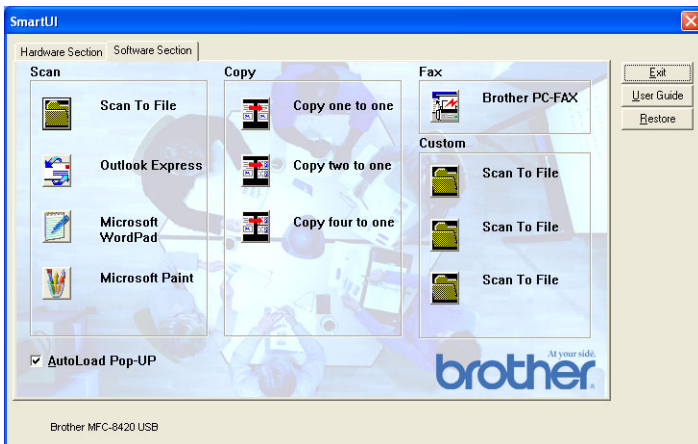 SmartUI
Hardware Section
Software Section
Scan
Scan To File
Outlook Express
Microsoft
WordPad
Microsoft Paint
Copy
Copy one to one
Copy two to one
Copy four to one
Fax
Brother PC-FAX
Custom
Scan To File
Scan To File
Scan To File
Exit
User Guide
Restore
AutoLoad Pop-UP
At your side.
brother
Brother MFC-8420 USB